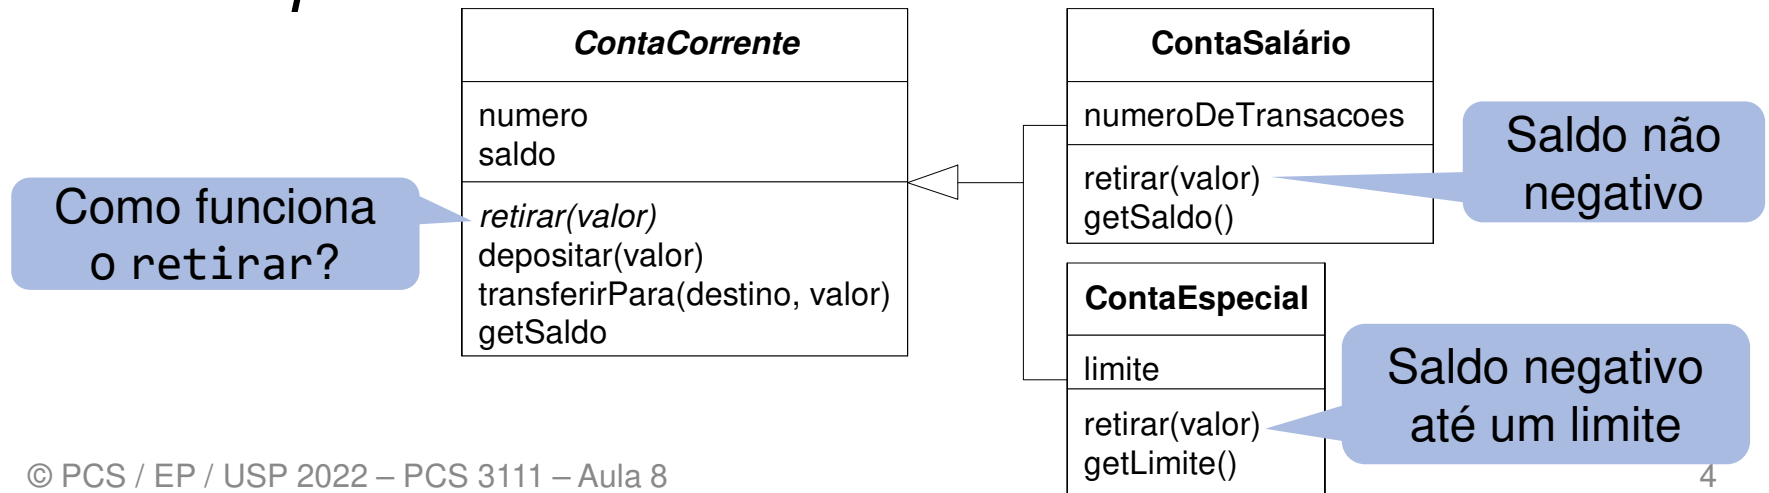 ContaCorrente
numero
saldo
retirar(valor)
depositar(valor)
transferirPara(destino, valor)
getSaldo
Como funciona
o retirar?
ContaSalário
numeroDeTransacoes
retirar(valor)
getSaldo()
Saldo não
negativo
ContaEspecial
limite
retirar(valor)
getLimite()
Saldo negativo
até um limite
© PCS / EP / USP 2022 – PCS 3111 – Aula 8
4